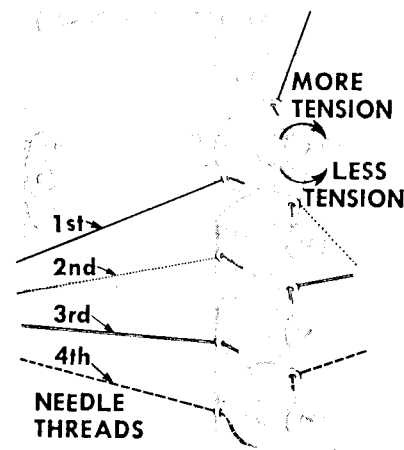 MORE
TENSION
LESS
TENSION
1st
2nd
3rd
4th
NEEDLE
THREADS